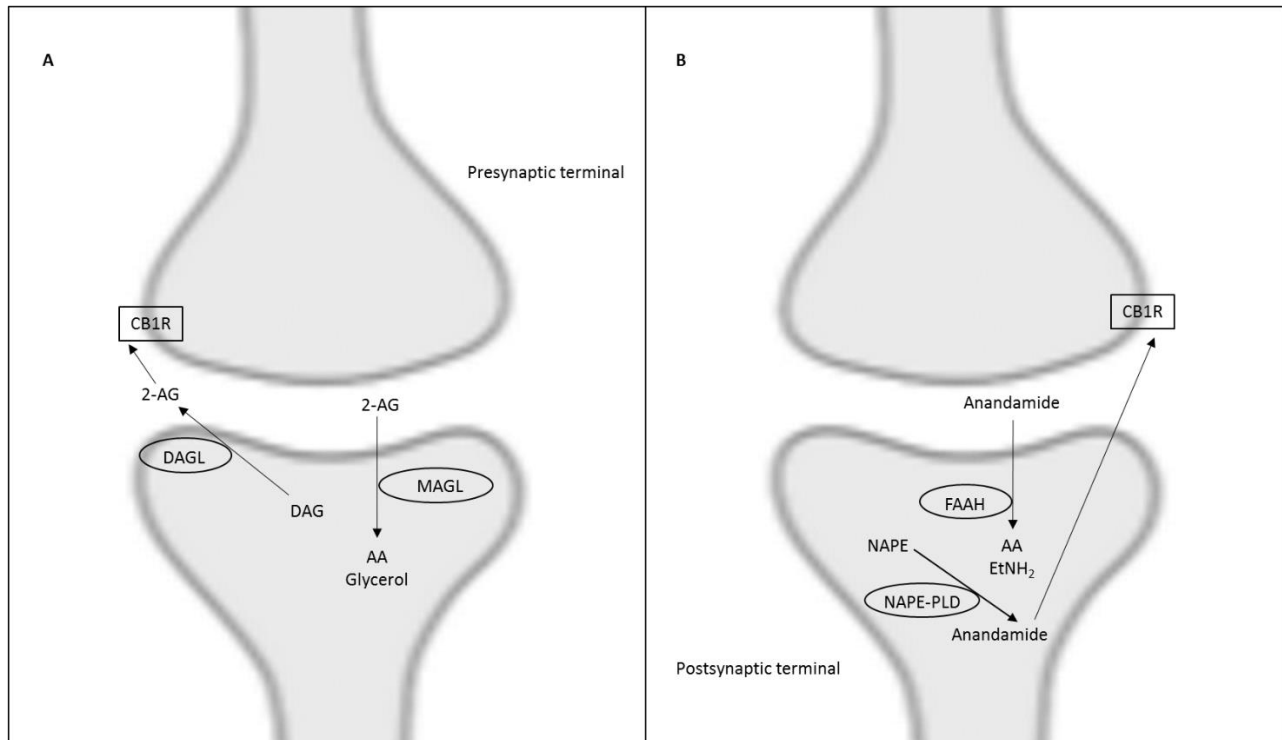 A
Presynaptic terminal
CB1R
2-AG
2-AG
DAGL
MAGL
DAG
AA
Glycerol
B
CB1R
Anandamide
FAAH
NAPE
AA
EtNH₂
NAPE-PLD
Anandamide
Postsynaptic terminal